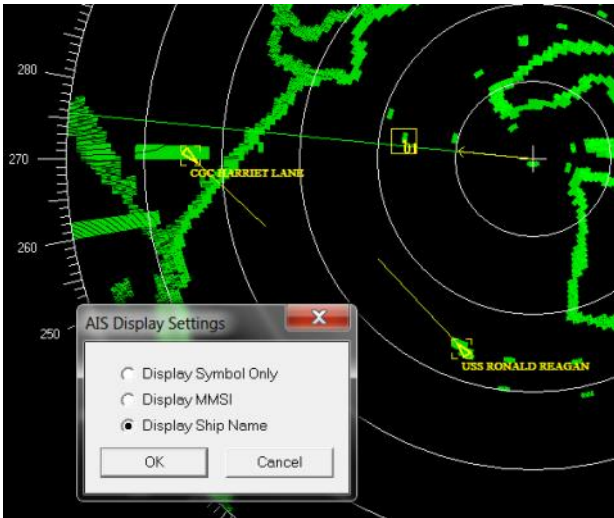 280
270
260
250
01
CGC HARRIET LANE
USS RONALD REAGAN
AIS Display Settings
X
Display Symbol Only
Display MMSI
Display Ship Name
OK
Cancel